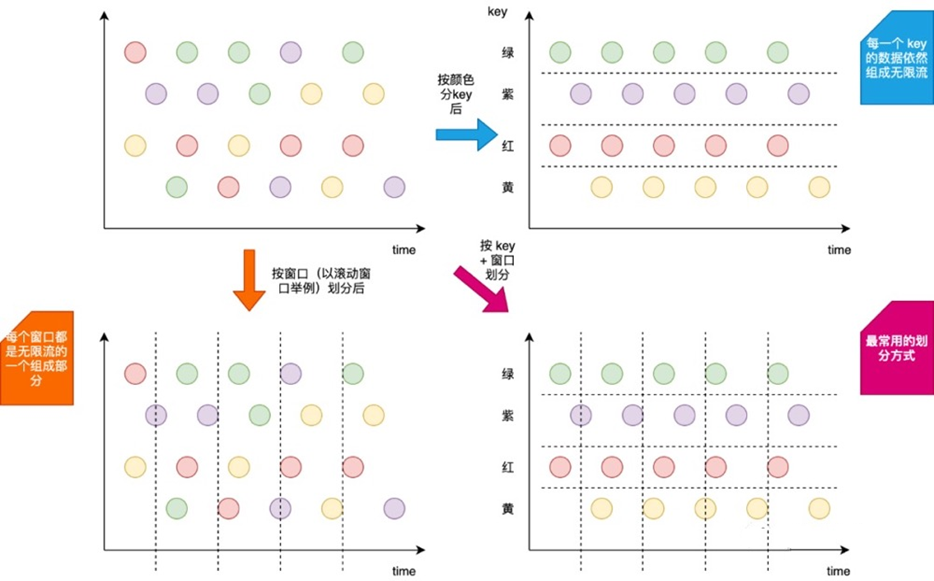 key
绿
紫
红
黄
time
time
按颜色
分key
后
每一个 key
的数据依然
组成无限流
按窗口（以滚动窗
口举例）划分后
按 key
+ 窗口
划分
每个窗口都
是无限流的
一个组成部
分
time
绿
紫
红
黄
time
最常用的划
分方式